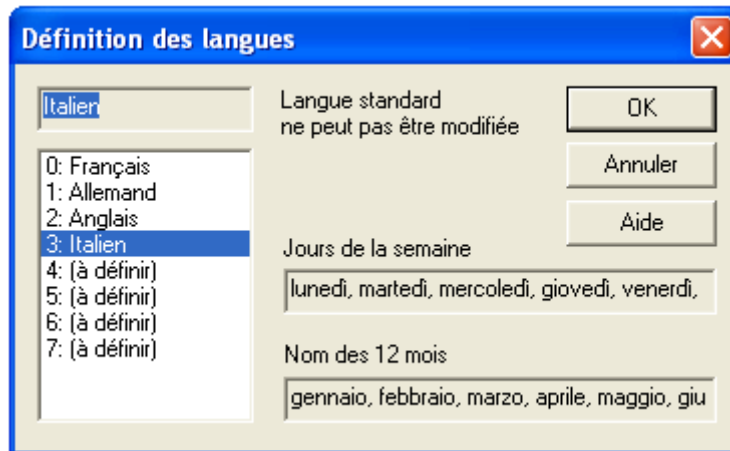 Définition des langues
Italien
Langue standard
ne peut pas être modifiée
OK
Annuler
Aide
0: Français
1: Allemand
2: Anglais
3: Italien
4: (à définir)
5: (à définir)
6: (à définir)
7: (à définir)
Jours de la semaine
lunedì, martedì, mercoledì, giovedì, venerdì,
Nom des 12 mois
gennaio, febbraio, marzo, aprile, maggio, giu